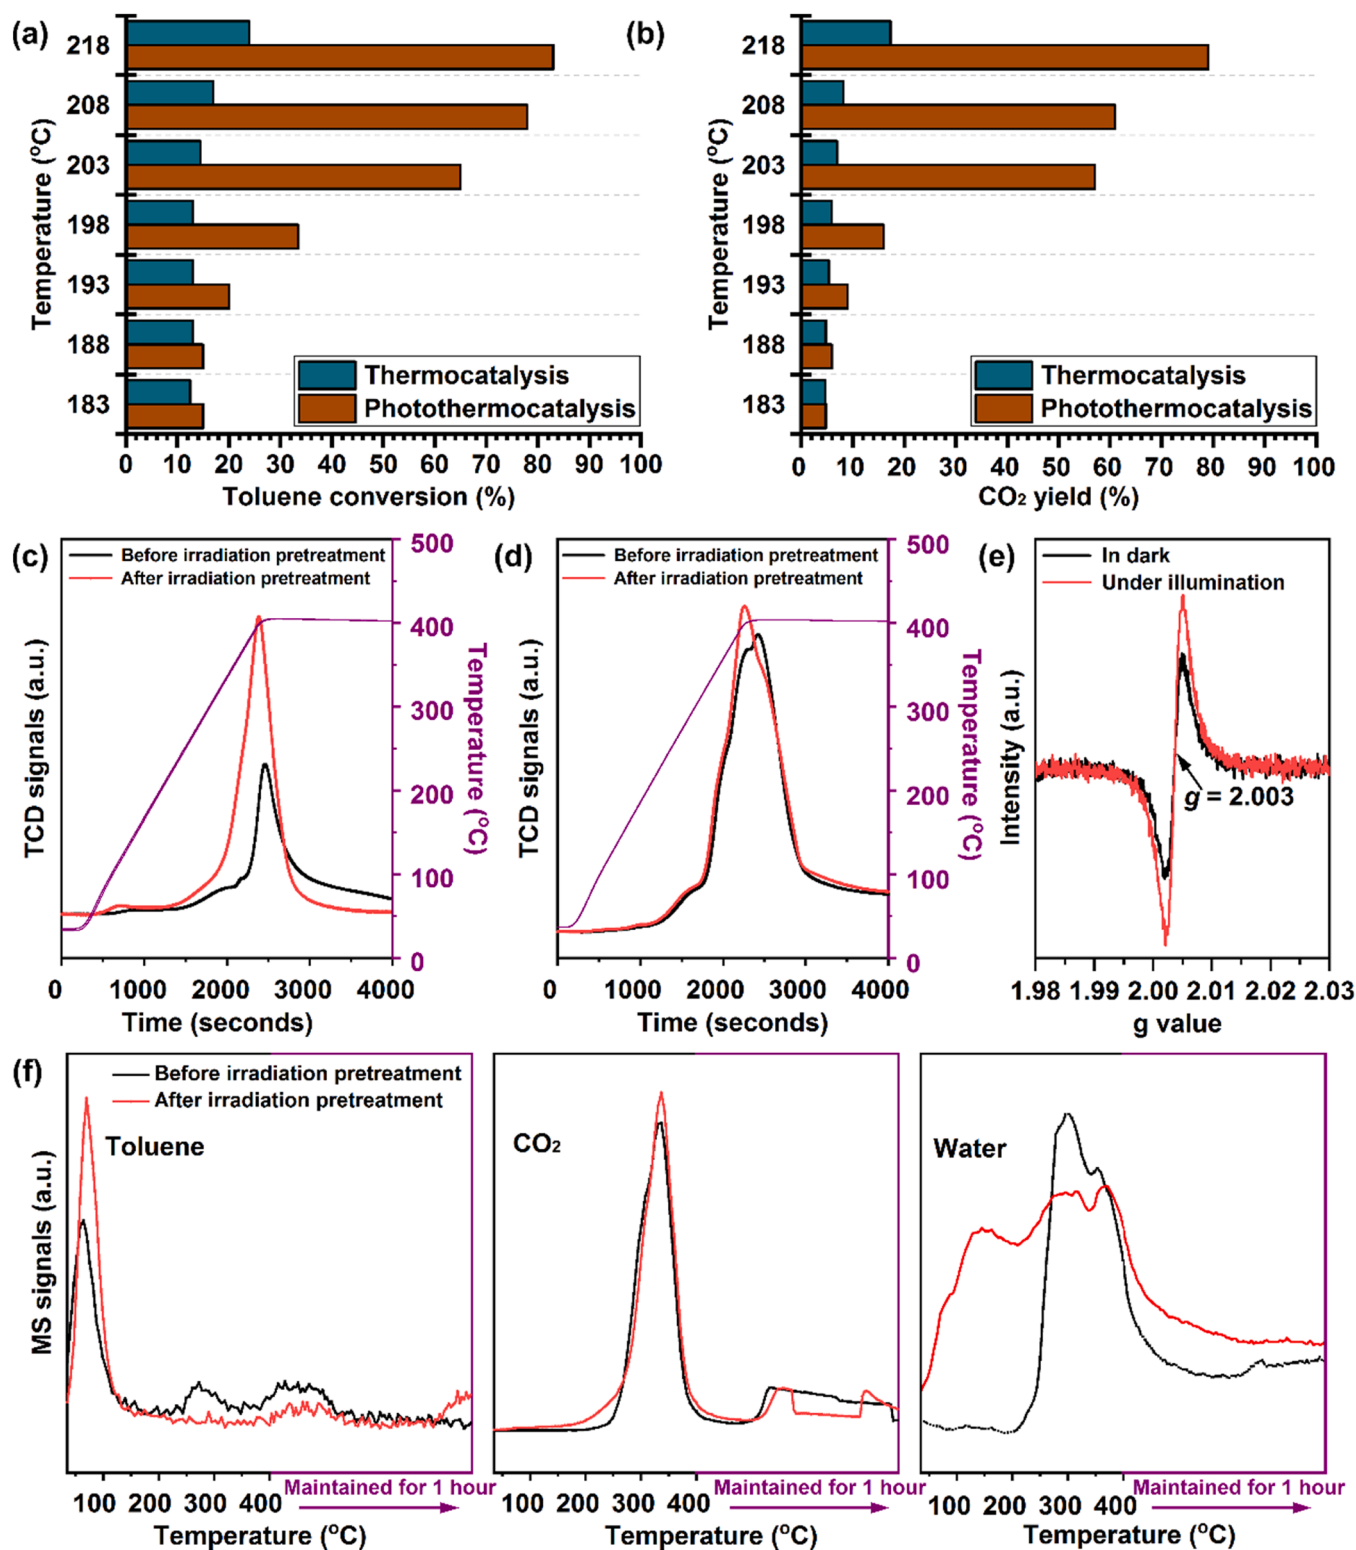 (a)
218
208
203
198
193
188
183
Temperature (°C)
Thermocatalysis
Photothermocatalysis
0 10 20 30 40 50 60 70 80 90 100
Toluene conversion (%)
(b)
218
208
203
198
193
188
183
Temperature (°C)
Thermocatalysis
Photothermocatalysis
0 10 20 30 40 50 60 70 80 90 100
CO₂ yield (%)
(c)
Before irradiation pretreatment
After irradiation pretreatment
TCD signals (a.u.)
500
400
300
200
100
0
Temperature (°C)
0 1000 2000 3000 4000
Time (seconds)
(d)
Before irradiation pretreatment
After irradiation pretreatment
TCD signals (a.u.)
500
400
300
200
100
0
Temperature (°C)
0 1000 2000 3000 4000
Time (seconds)
(e)
In dark
Under illumination
Intensity (a.u.)
g = 2.003
1.98 1.99 2.00 2.01 2.02 2.03
g value
(f)
Before irradiation pretreatment
After irradiation pretreatment
Toluene
MS signals (a.u.)
Maintained for 1 hour
100 200 300 400
Temperature (°C)
CO₂
Maintained for 1 hour
100 200 300 400
Temperature (°C)
Water
Maintained for 1 hour
100 200 300 400
Temperature (°C)